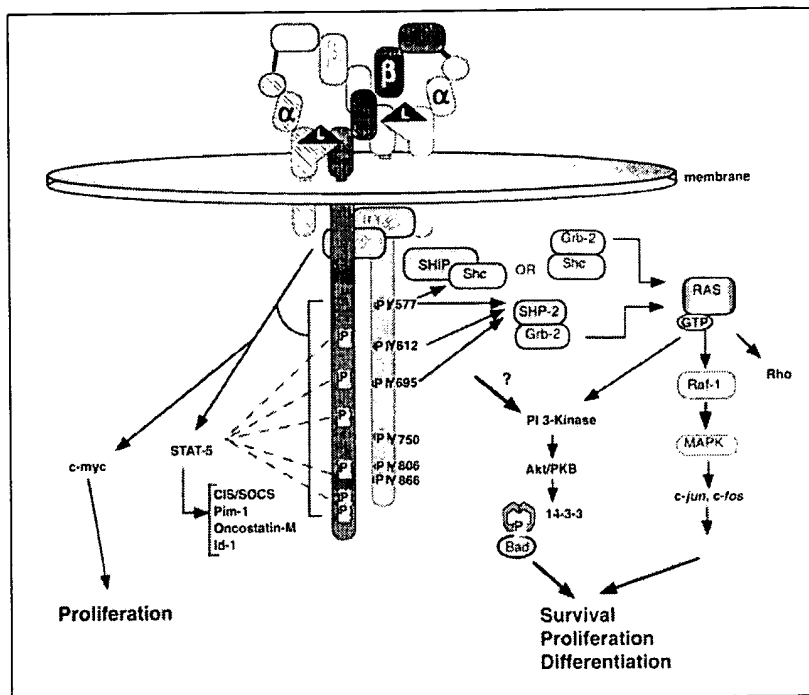 β
β
α
α
L
L
membrane
Grb-2
SHIP
Shc
OR
Shc
RAS
GTP
P Y577
SHP-2
Grb-2
P
P Y612
?
Raf-1
Rho
P
P Y695
PI 3-Kinase
P
MAPK
P Y750
c-myc
STAT-5
Akt/PKB
P
P Y806
P Y866
c-jun, c-fos
CIS/SOCS
Pim-1
Oncostatin-M
Id-1
P
P
14-3-3
P
Bad
Proliferation
Survival
Proliferation
Differentiation